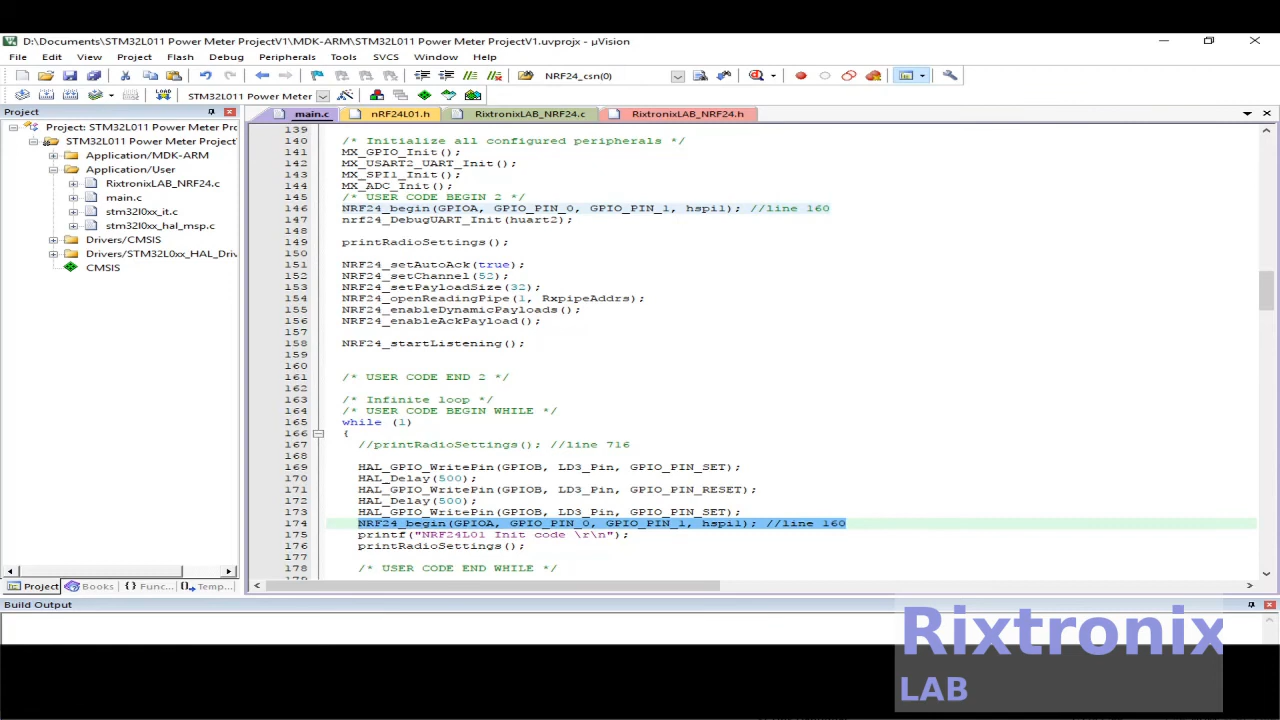 D:\Documents\STM32L011 Power Meter ProjectV1\MDK-ARM\STM32L011 Power Meter ProjectV1.uvprojx - µVision
File Edit View Project Flash Debug Peripherals Tools SVCS Window Help
NRF24_csn(0)
STM32L011 Power Meter
Project
main.c nRF24L01.h RixtronixLAB_NRF24.c RixtronixLAB_NRF24.h
Project: STM32L011 Power Meter Proj
STM32L011 Power Meter Project
Application/MDK-ARM
Application/User
RixtronixLAB_NRF24.c
main.c
stm32l0xx_it.c
stm32l0xx_hal_msp.c
Drivers/CMSIS
Drivers/STM32L0xx_HAL_Driv
CMSIS
139
140 /* Initialize all configured peripherals */
141 MX_GPIO_Init();
142 MX_USART2_UART_Init();
143 MX_SPI1_Init();
144 MX_ADC_Init();
145 /* USER CODE BEGIN 2 */
146 NRF24_begin(GPIOA, GPIO_PIN_0, GPIO_PIN_1, hspi1); //line 160
147 nrf24_DebugUART_Init(huart2);
148
149 printRadioSettings();
150
151 NRF24_setAutoAck(true);
152 NRF24_setChannel(52);
153 NRF24_setPayloadSize(32);
154 NRF24_openReadingPipe(1, RxpipeAddrs);
155 NRF24_enableDynamicPayloads();
156 NRF24_enableAckPayload();
157
158 NRF24_startListening();
159
160
161 /* USER CODE END 2 */
162
163 /* Infinite loop */
164 /* USER CODE BEGIN WHILE */
165 while (1)
166 {
167 //printRadioSettings(); //line 716
168
169 HAL_GPIO_WritePin(GPIOB, LD3_Pin, GPIO_PIN_SET);
170 HAL_Delay(500);
171 HAL_GPIO_WritePin(GPIOB, LD3_Pin, GPIO_PIN_RESET);
172 HAL_Delay(500);
173 HAL_GPIO_WritePin(GPIOB, LD3_Pin, GPIO_PIN_SET);
174 NRF24_begin(GPIOA, GPIO_PIN_0, GPIO_PIN_1, hspi1); //line 160
175 printf("NRF24L01 Init code \r\n");
176 printRadioSettings();
177
178 /* USER CODE END WHILE */
Project Books {} Func... Temp...
Build Output
Rixtronix
LAB